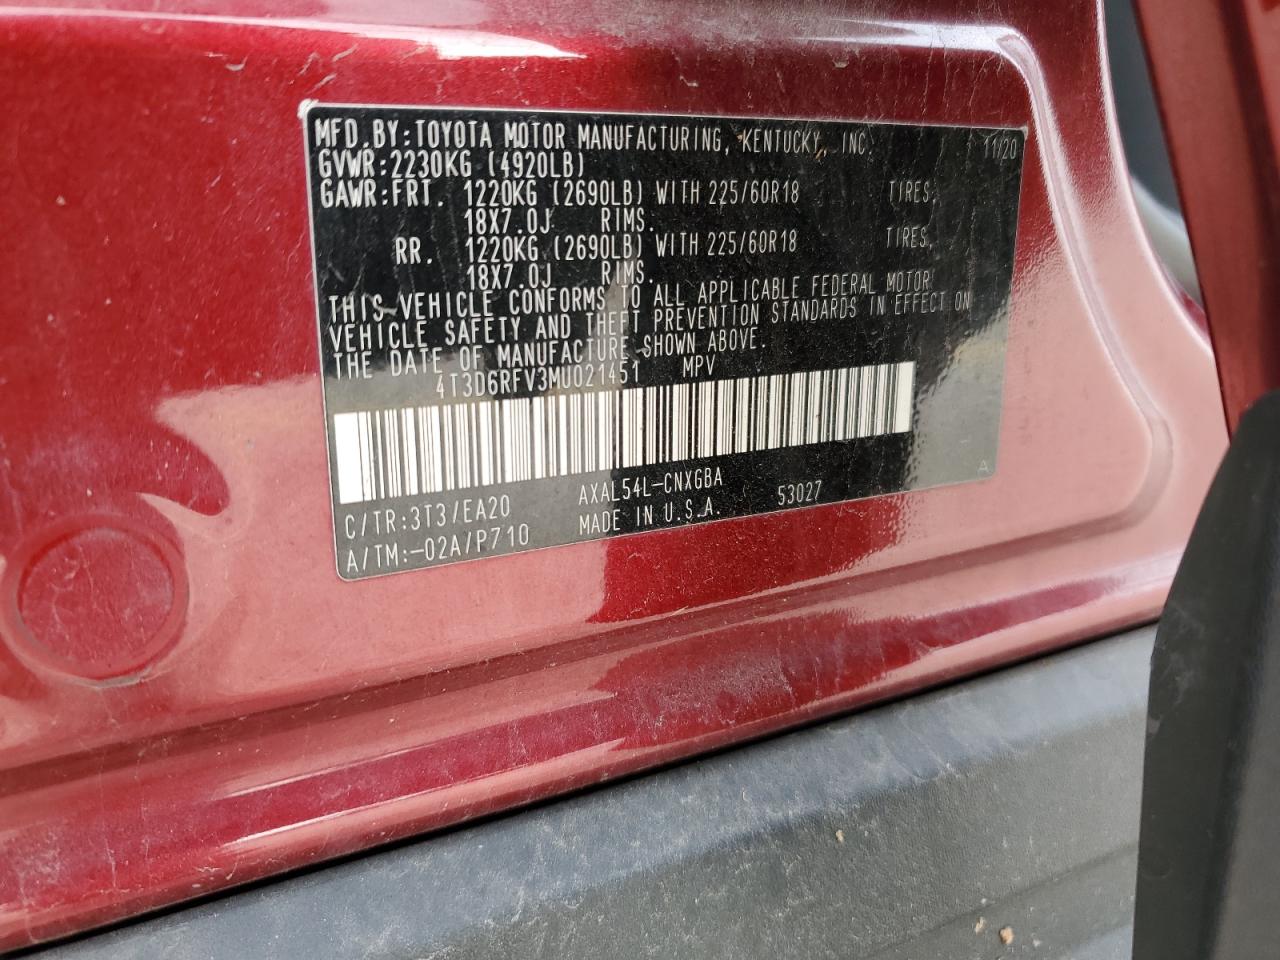 MFD.BY:TOYOTA MOTOR MANUFACTURING, KENTUCKY, INC. 11/20
GVWR:2230KG (4920LB)
GAWR:FRT. 1220KG (2690LB) WITH 225/60R18 TIRES,
18X7.0J RIMS.
RR. 1220KG (2690LB) WITH 225/60R18 TIRES,
18X7.0J RIMS.
THIS VEHICLE CONFORMS TO ALL APPLICABLE FEDERAL MOTOR
VEHICLE SAFETY AND THEFT PREVENTION STANDARDS IN EFFECT ON
THE DATE OF MANUFACTURE SHOWN ABOVE.
4T3D6RFV3MU021451 MPV
C/TR:3T3/EA20 AXAL54L-CNXGBA A
A/TM:-02A/P710 MADE IN U.S.A. 53027